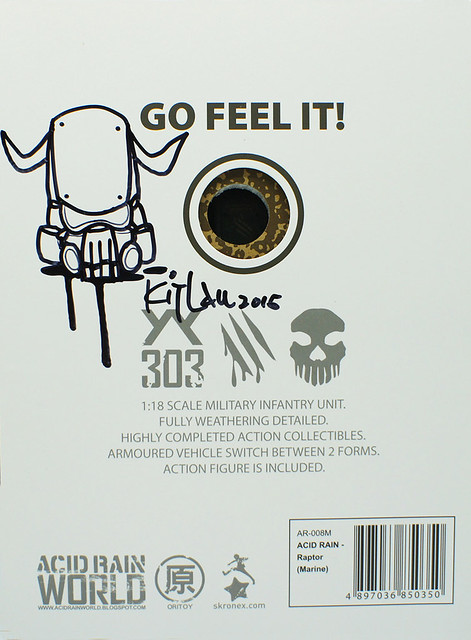 GO FEEL IT!
Kit Lau 2015
303
1:18 SCALE MILITARY INFANTRY UNIT.
FULLY WEATHERING DETAILED.
HIGHLY COMPLETED ACTION COLLECTIBLES.
ARMOURED VEHICLE SWITCH BETWEEN 2 FORMS.
ACTION FIGURE IS INCLUDED.
AR-008M
ACID RAIN -
Raptor
(Marine)
4 897036 850350
ACID RAIN
WORLD
WWW.ACIDRAINWORLD.BLOGSPOT.COM
原
ORITOY
skronex.com